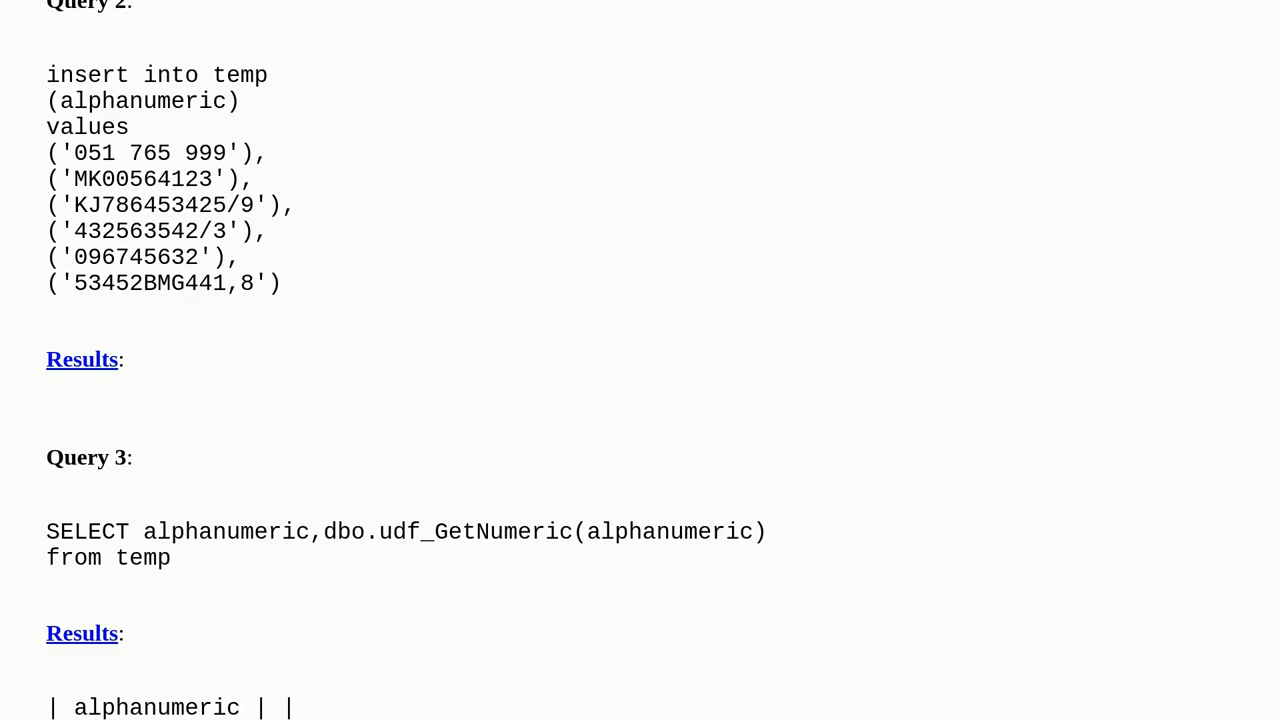 Query 2:
insert into temp
(alphanumeric)
values
('051 765 999'),
('MK00564123'),
('KJ786453425/9'),
('432563542/3'),
('096745632'),
('53452BMG441,8')
Results:
Query 3:
SELECT alphanumeric,dbo.udf_GetNumeric(alphanumeric)
from temp
Results:
| alphanumeric | |